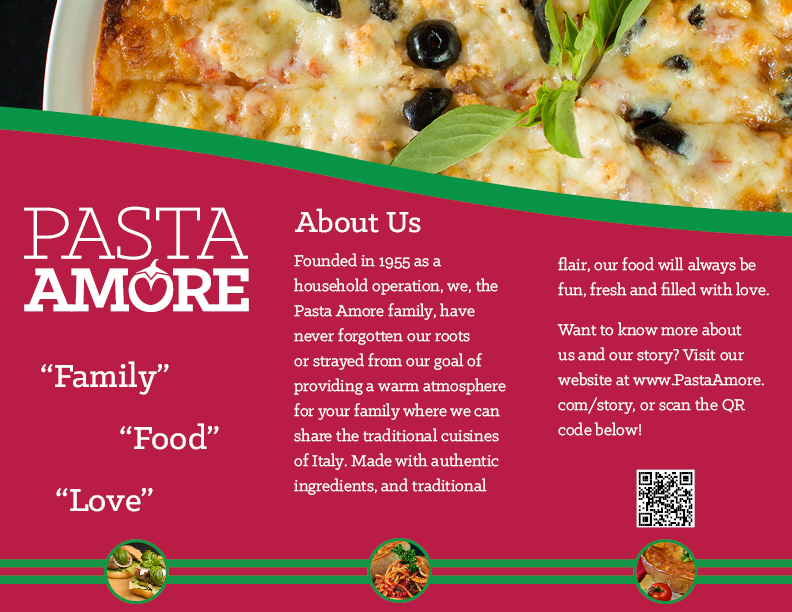 PASTA
AMORE
“Family”
“Food”
“Love”
About Us
Founded in 1955 as a
household operation, we, the
Pasta Amore family, have
never forgotten our roots
or strayed from our goal of
providing a warm atmosphere
for your family where we can
share the traditional cuisines
of Italy. Made with authentic
ingredients, and traditional
flair, our food will always be
fun, fresh and filled with love.
Want to know more about
us and our story? Visit our
website at www.PastaAmore.
com/story, or scan the QR
code below!